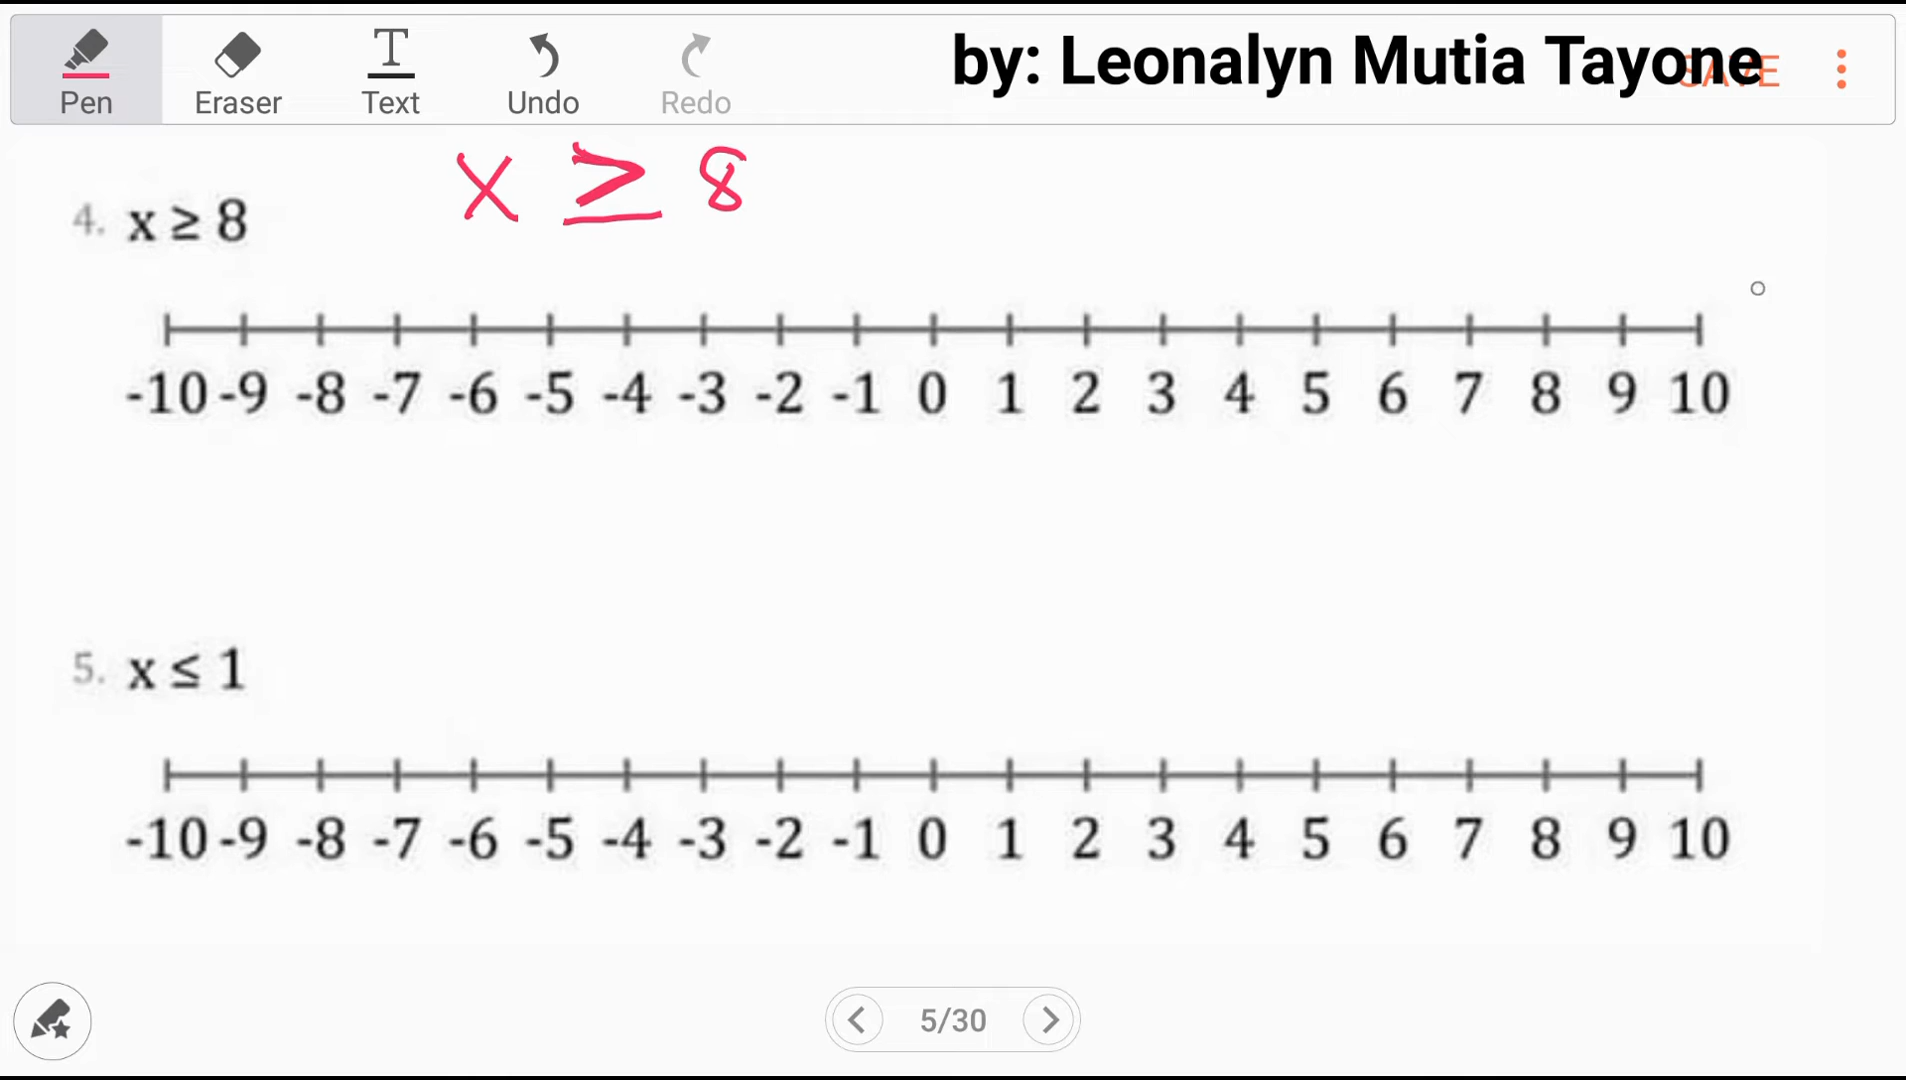 Pen Eraser Text Undo Redo by: Leonalyn Mutia Tayone SAVE
x ≥ 8
4. x ≥ 8
-10 -9 -8 -7 -6 -5 -4 -3 -2 -1 0 1 2 3 4 5 6 7 8 9 10
5. x ≤ 1
-10 -9 -8 -7 -6 -5 -4 -3 -2 -1 0 1 2 3 4 5 6 7 8 9 10
5/30